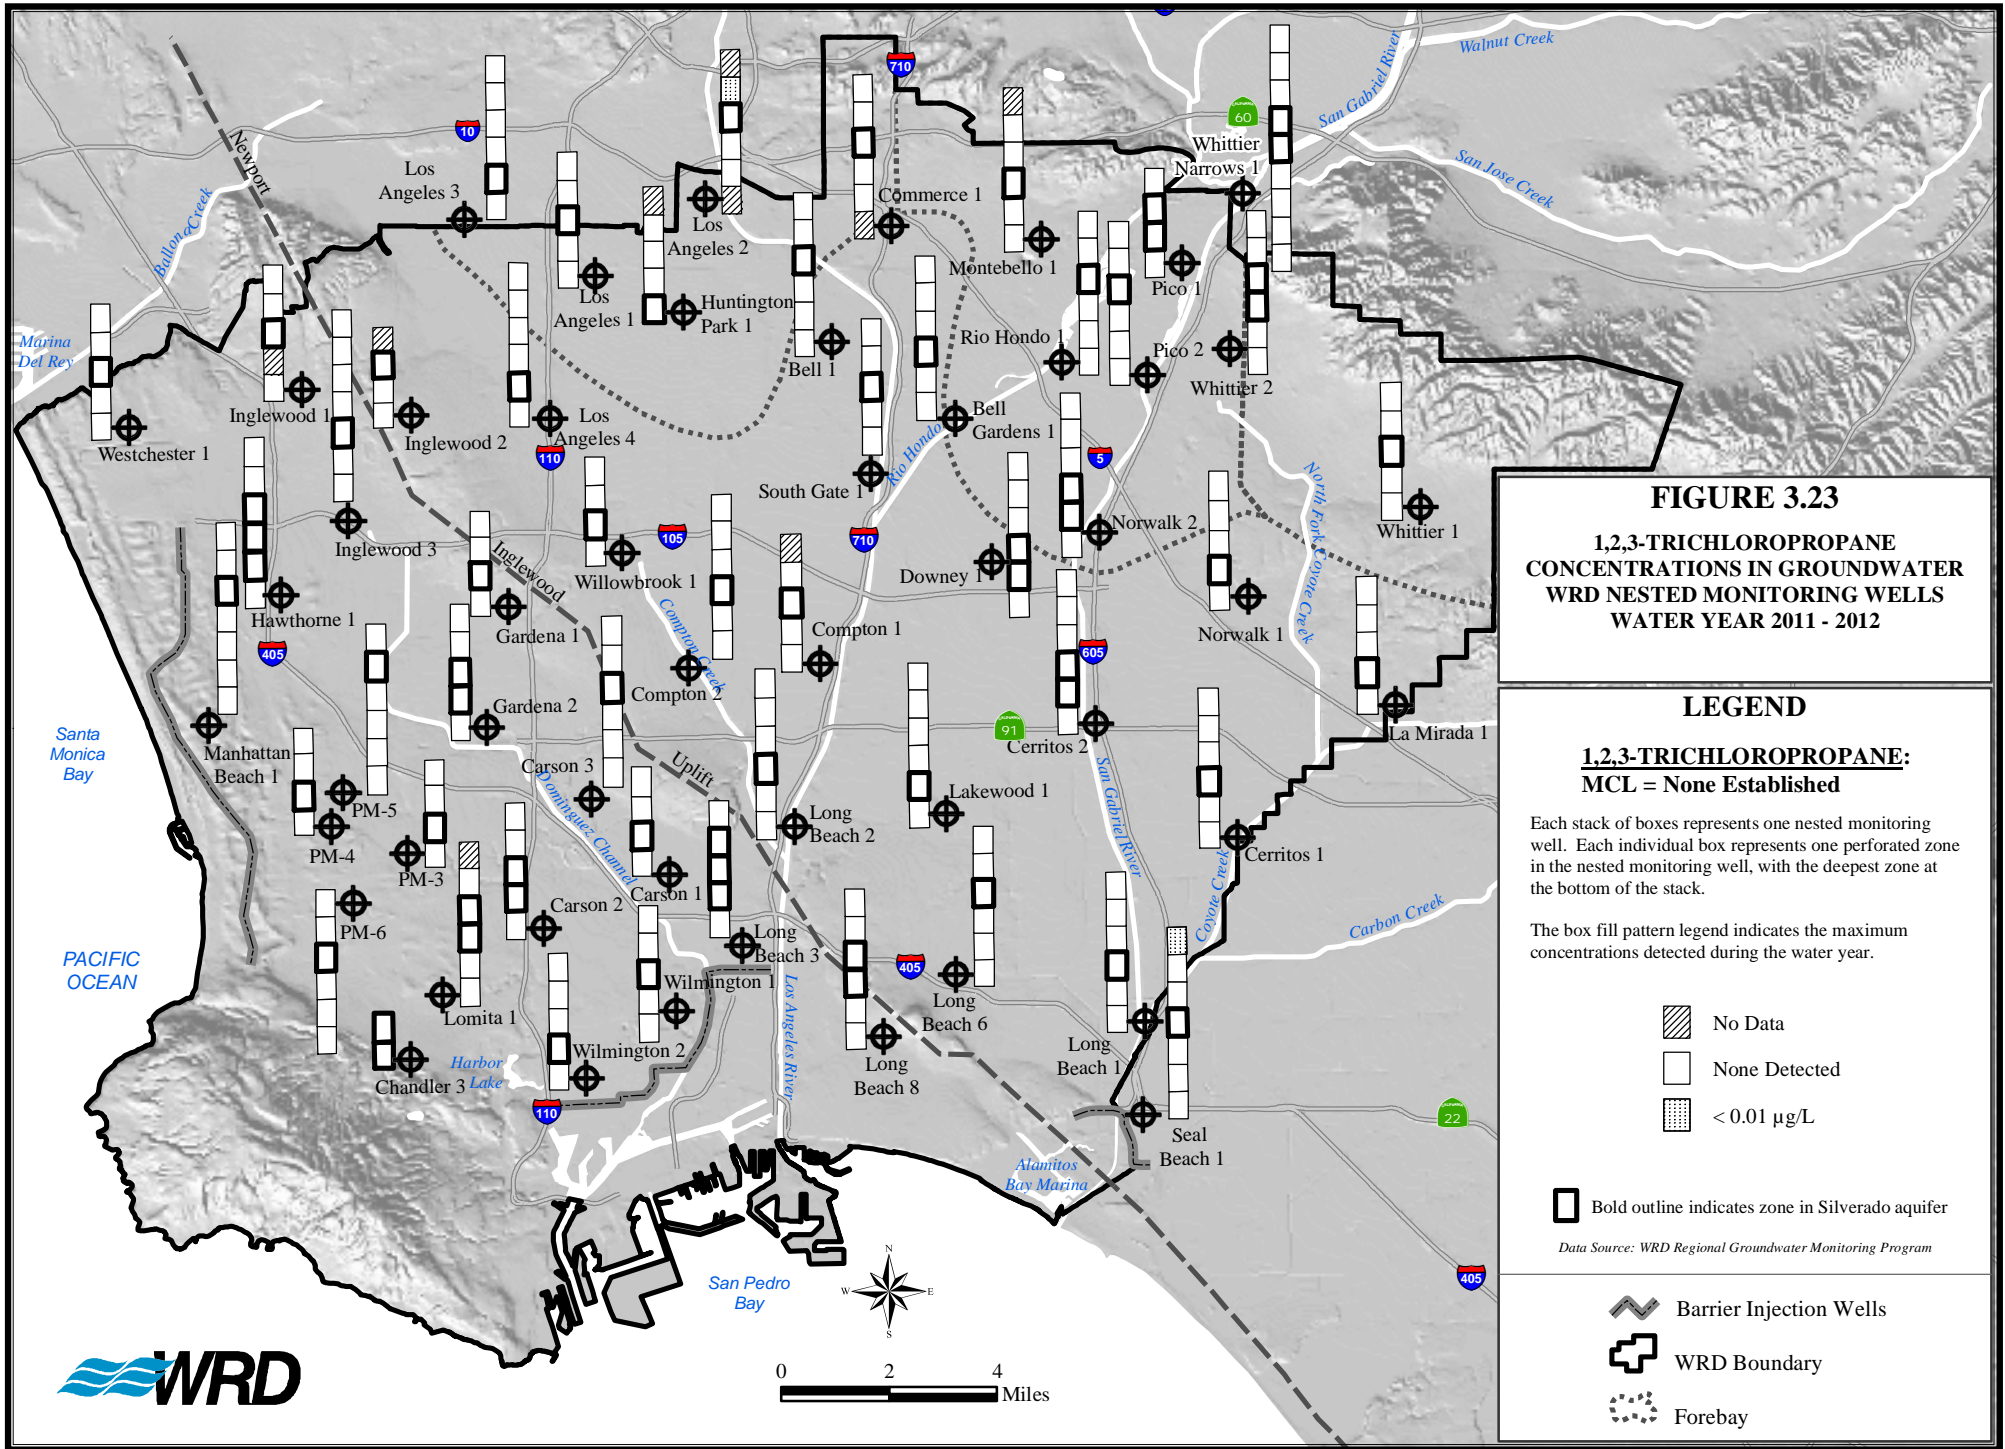 710
Walnut Creek
San Gabriel River
60
10
Newport
Los
Angeles 3
Whittier
Narrows 1
San Jose Creek
Ballona Creek
Commerce 1
Los
Angeles 2
Montebello 1
Pico 1
Los
Angeles 1
Huntington
Park 1
Marina
Del Rey
Rio Hondo 1
Pico 2
Bell 1
Whittier 2
Inglewood 1
Inglewood 2
Los
Angeles 4
Bell
Gardens 1
Westchester 1
110
Rio Hondo
5
South Gate 1
North Fork Coyote Creek
Whittier 1
Inglewood 3
105
710
Norwalk 2
Inglewood
Willowbrook 1
Downey 1
Hawthorne 1
Gardena 1
Compton Creek
Compton 1
Norwalk 1
405
605
Compton 2
Gardena 2
Santa
Monica
Bay
Manhattan
Beach 1
91
Cerritos 2
La Mirada 1
Carson 3
Uplift
San Gabriel River
Dominguez Channel
PM-5
Lakewood 1
Long
Beach 2
PM-4
PM-3
Cerritos 1
Carson 1
Coyote Creek
Carson 2
Carbon Creek
PM-6
Long
Beach 3
PACIFIC
OCEAN
405
Wilmington 1
Los Angeles River
Long
Beach 6
Lomita 1
Wilmington 2
Long
Beach 1
Harbor
Lake
Chandler 3
Long
Beach 8
110
22
Seal
Beach 1
Alamitos
Bay Marina
San Pedro
Bay
405
N
W
E
S
WRD
0
2
4
Miles
FIGURE 3.23
1,2,3-TRICHLOROPROPANE
CONCENTRATIONS IN GROUNDWATER
WRD NESTED MONITORING WELLS
WATER YEAR 2011 - 2012
LEGEND
1,2,3-TRICHLOROPROPANE:
MCL = None Established
Each stack of boxes represents one nested monitoring
well.  Each individual box represents one perforated zone
in the nested monitoring well, with the deepest zone at
the bottom of the stack.
The box fill pattern legend indicates the maximum
concentrations detected during the water year.
No Data
None Detected
< 0.01 µg/L
Bold outline indicates zone in Silverado aquifer
Data Source: WRD Regional Groundwater Monitoring Program
Barrier Injection Wells
WRD Boundary
Forebay